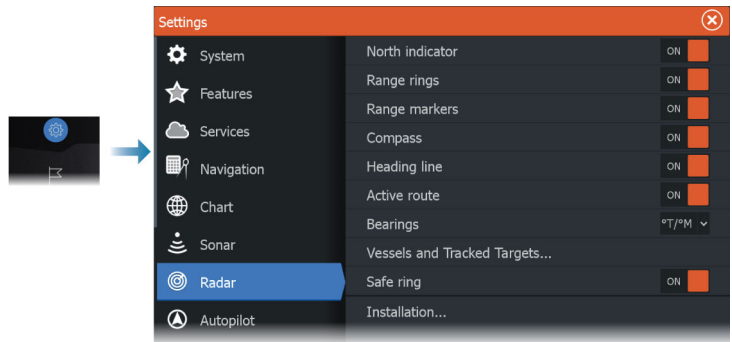 Settings
System
Features
Services
Navigation
Chart
Sonar
Radar
Autopilot
North indicator ON
Range rings ON
Range markers ON
Compass ON
Heading line ON
Active route ON
Bearings °T/°M
Vessels and Tracked Targets...
Safe ring ON
Installation...